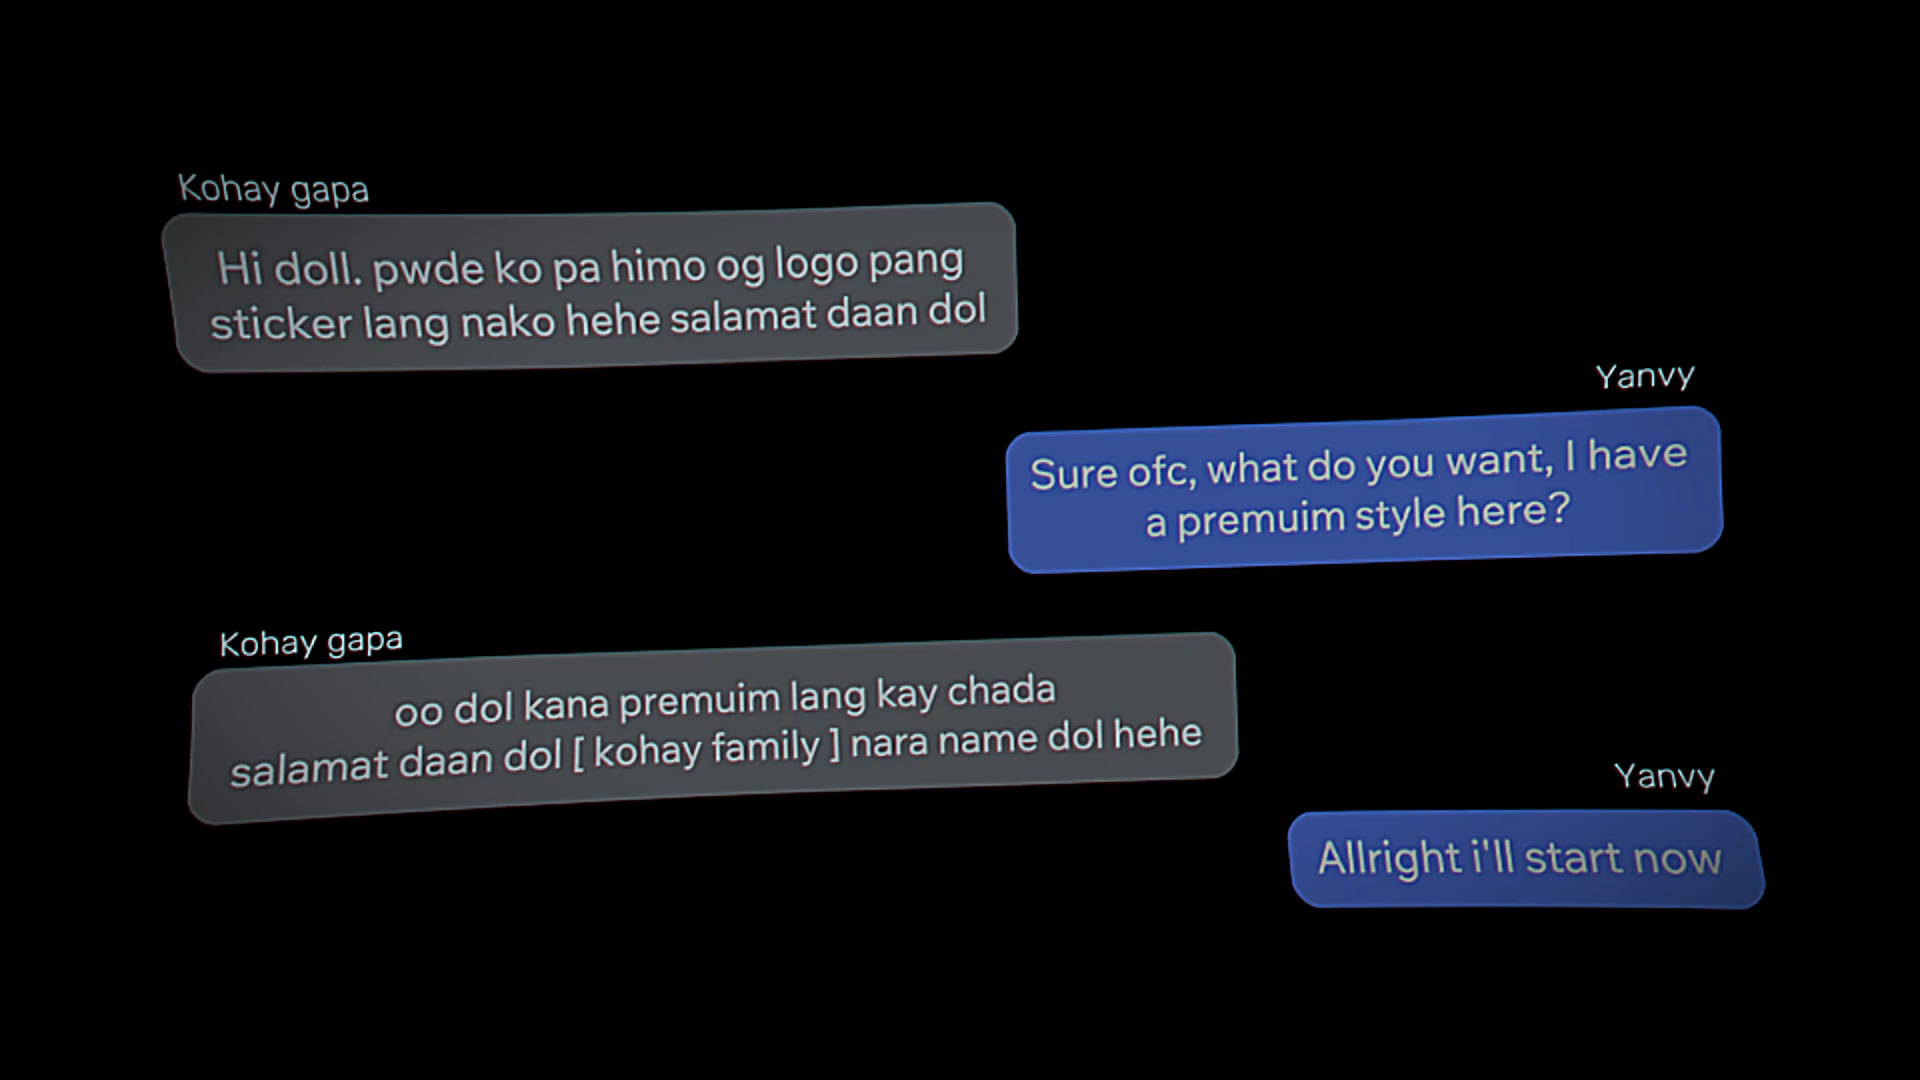 Kohay gapa
Hi doll. pwde ko pa himo og logo pang
sticker lang nako hehe salamat daan dol
Yanvy
Sure ofc, what do you want, I have
a premuim style here?
Kohay gapa
oo dol kana premuim lang kay chada
salamat daan dol [ kohay family ] nara name dol hehe
Yanvy
Allright i'll start now